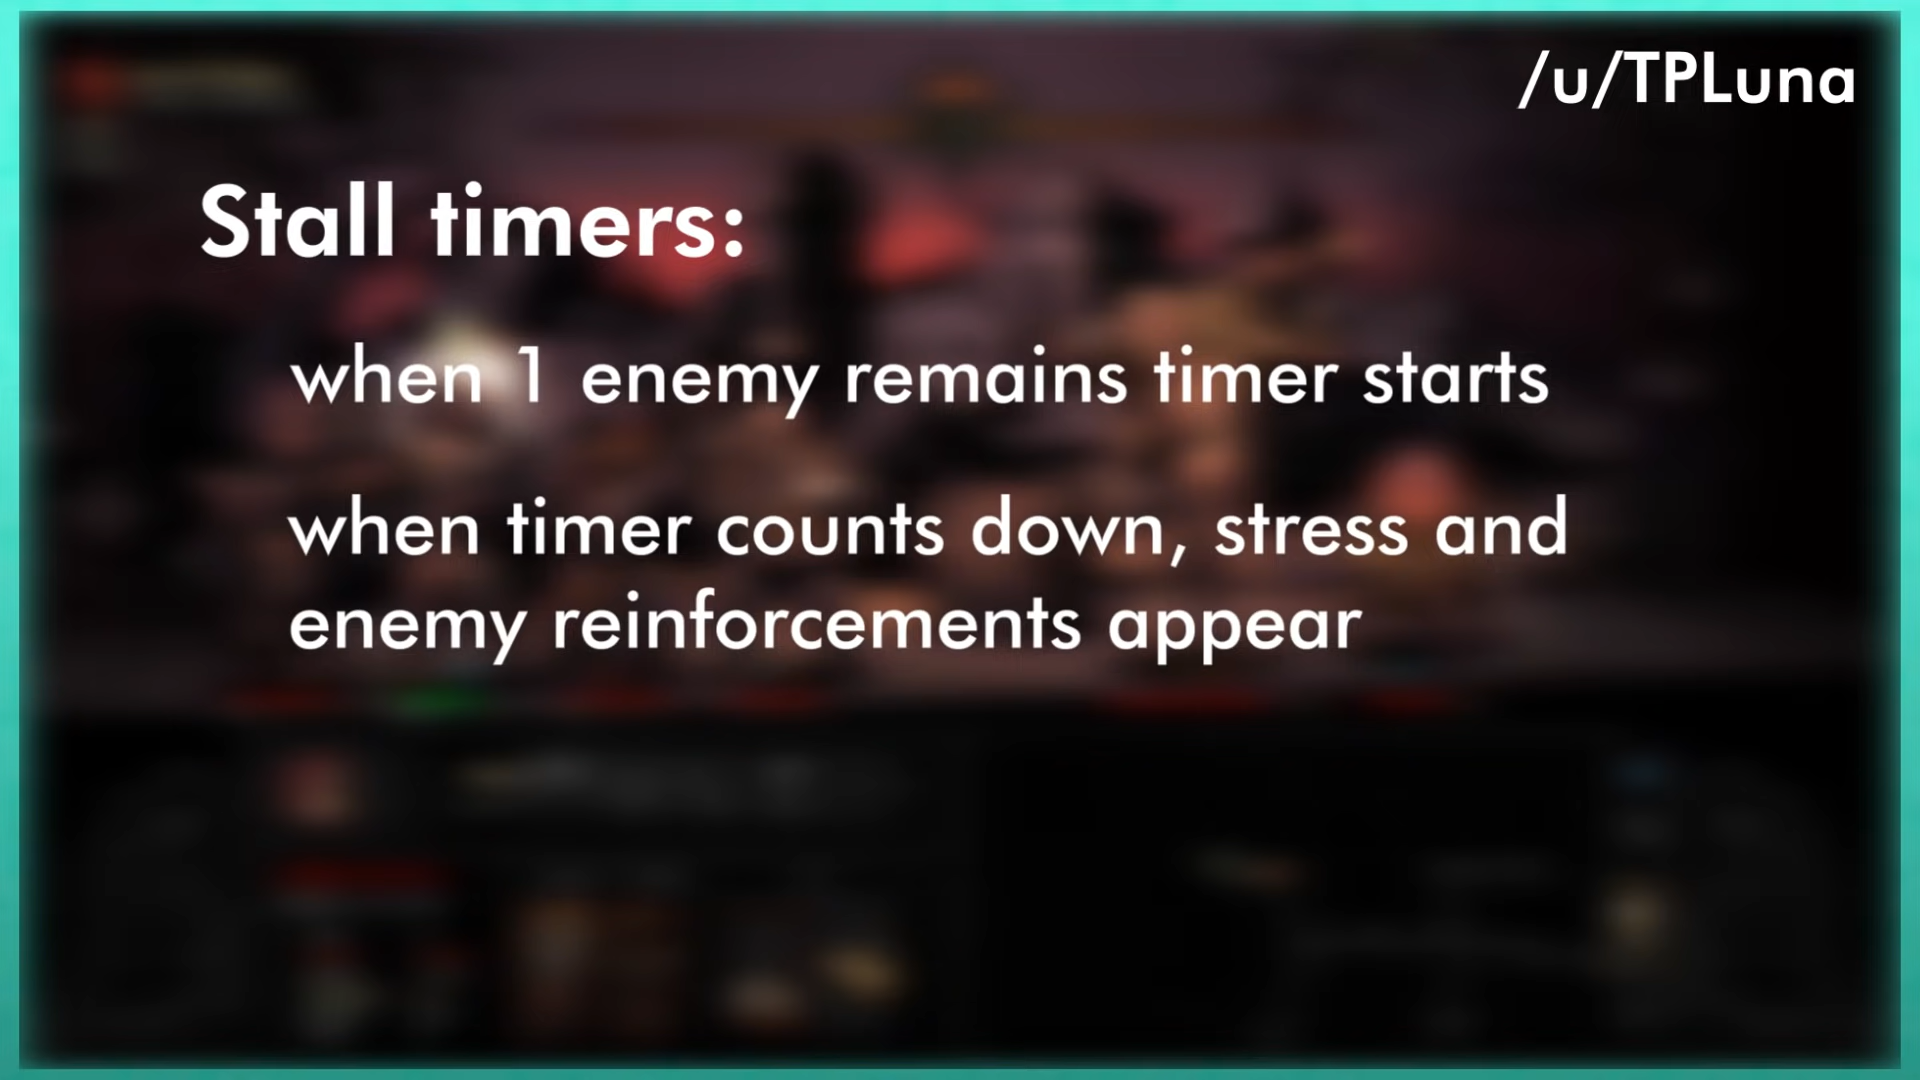 /u/TPLuna
Stall timers:
when 1 enemy remains timer starts
when timer counts down, stress and
enemy reinforcements appear